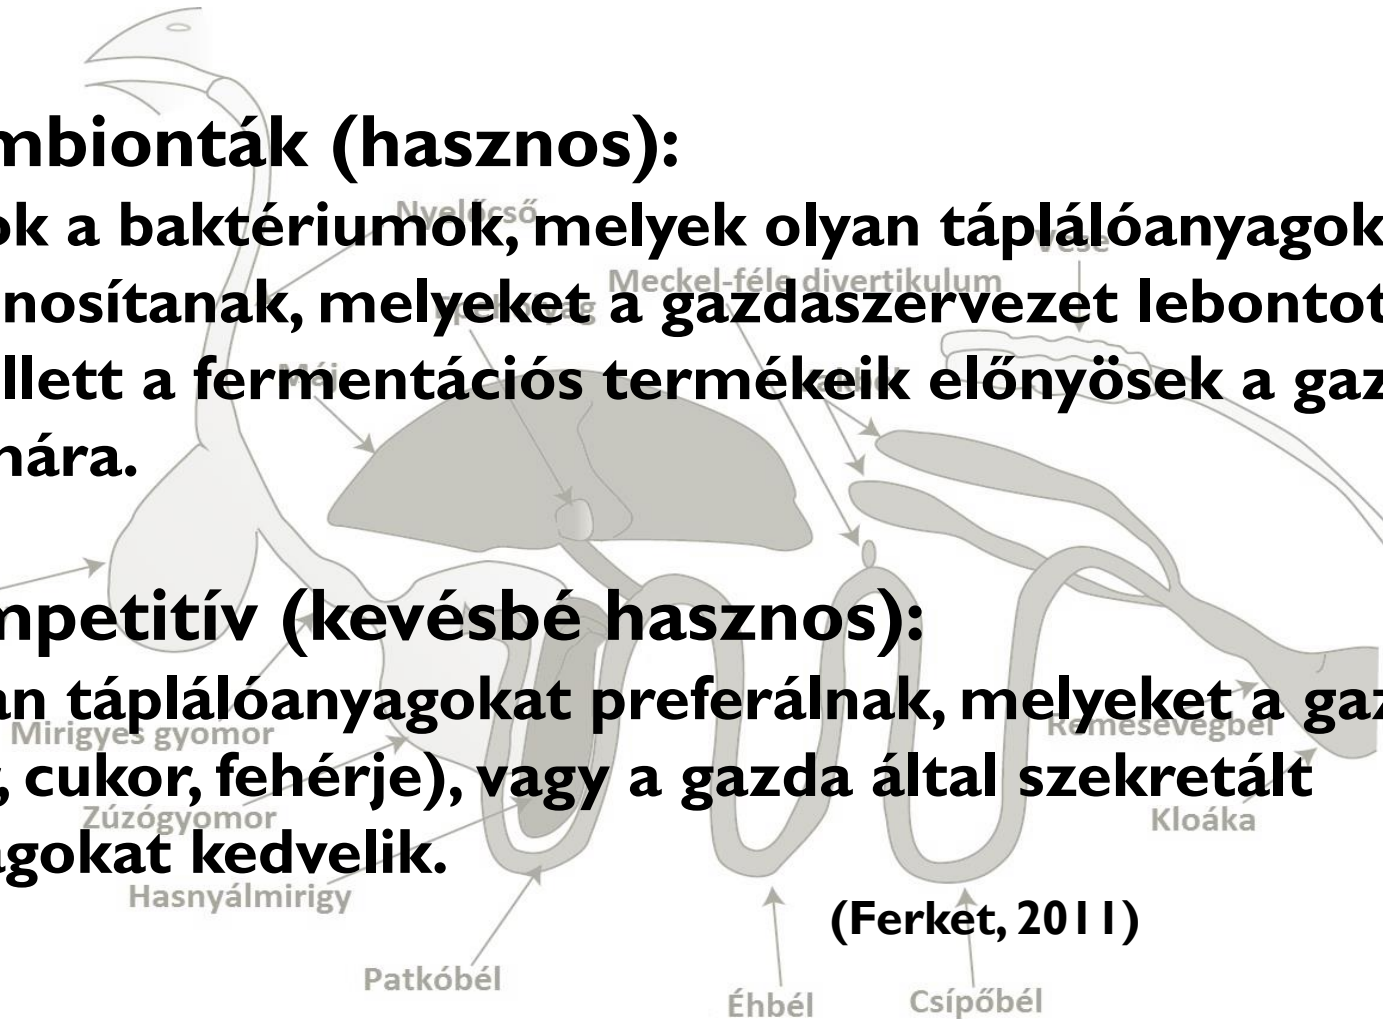 mbionták (hasznos):
ok a baktériumok, melyek olyan táplálóanyagok
Nyelőcső
Vese
Meckel-féle divertikulum
nosítanak, melyeket a gazdaszervezet lebontot
llett a fermentációs termékeik előnyösek a gaz
Máj
nára.
mpetitív (kevésbé hasznos):
an táplálóanyagokat preferálnak, melyeket a gaz
Mirigyes gyomor
Remesevégbél
, cukor, fehérje), vagy a gazda által szekretált
Zúzógyomor
Kloáka
agokat kedvelik.
Hasnyálmirigy
(Ferket, 2011)
Patkóbél
Éhbél
Csípőbél